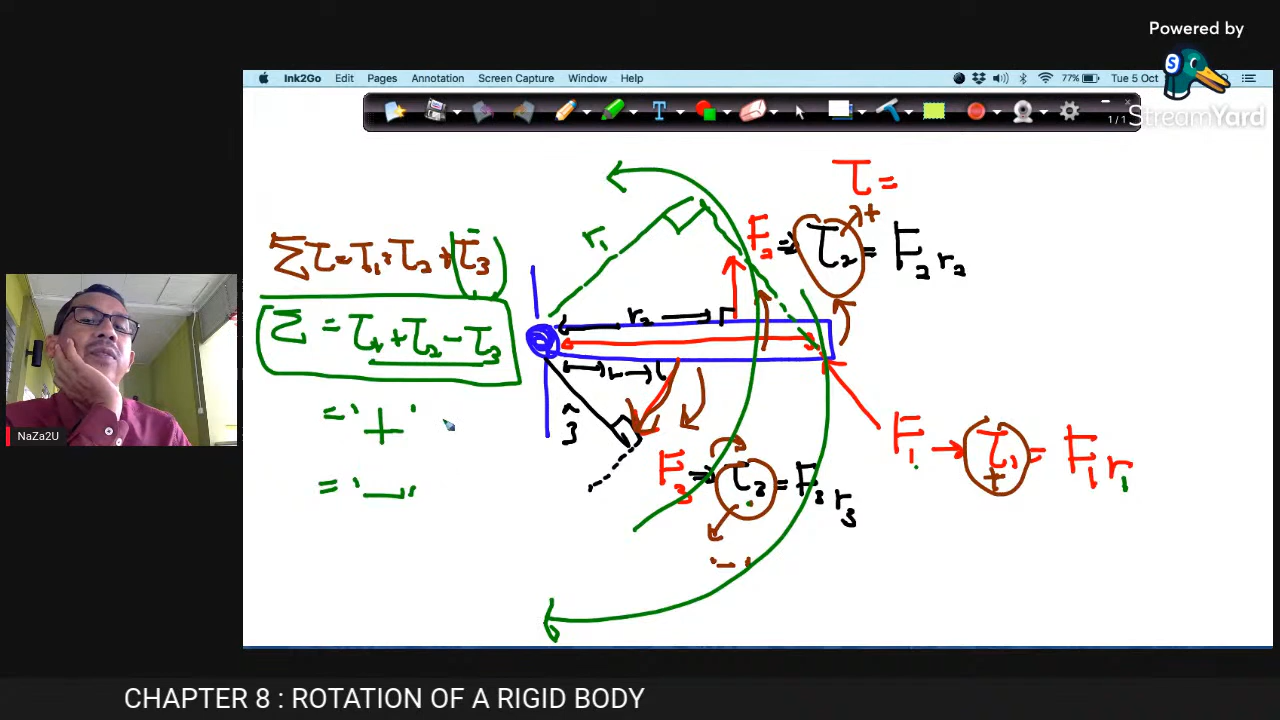 Powered by
StreamYard
Ink2Go Edit Pages Annotation Screen Capture Window Help
77% Tue 5 Oct
1/1
τ=
Στ=τ₁+τ₂+τ₃
Σ = τ₁+τ₂-τ₃
= '+'
= '-'
r₁
F₂ ⇒ τ₂ = F₂ r₂
+
r₂
F₁ → τ₁ = F₁ r₁
+
F₃ ⇒ τ₃ = F₃ r₃
'-'
NaZa2U
CHAPTER 8 : ROTATION OF A RIGID BODY